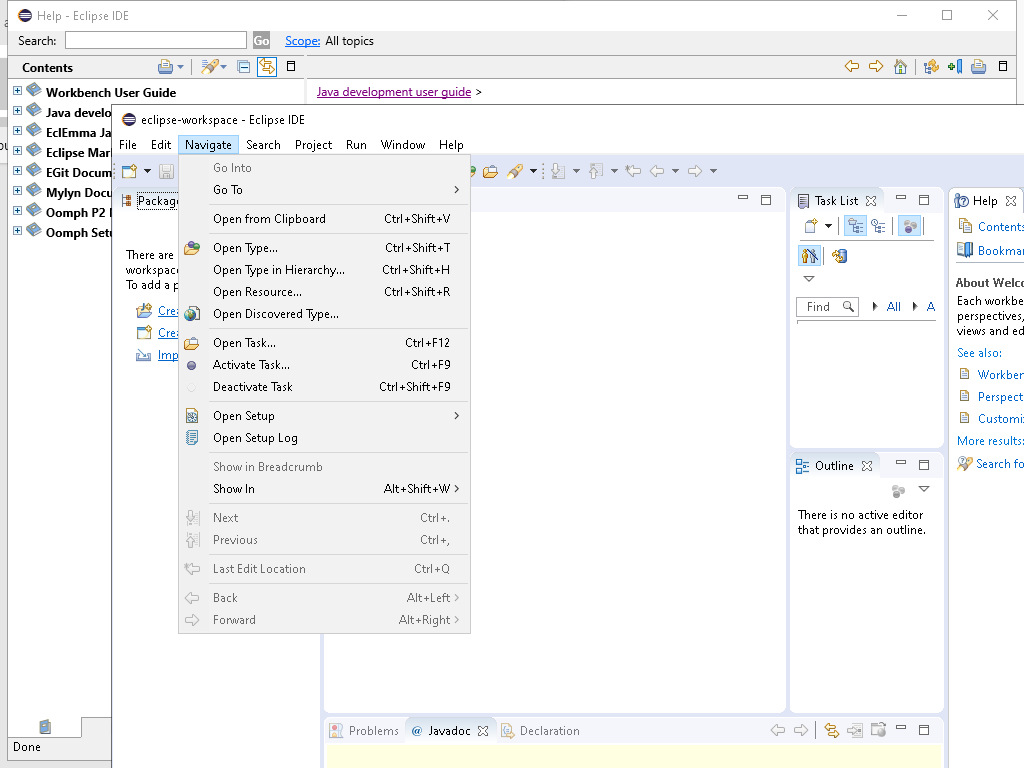 Help - Eclipse IDE
Search:
Go
Scope: All topics
Contents
Workbench User Guide
Java develo
EclEmma Ja
Eclipse Mar
EGit Docum
Mylyn Docu
Oomph P2
Oomph Setu
Done
Java development user guide >
eclipse-workspace - Eclipse IDE
File Edit Navigate Search Project Run Window Help
Package
There are
workspac
To add a p
Crea
Crea
Imp
Go Into
Go To
Open from Clipboard Ctrl+Shift+V
Open Type... Ctrl+Shift+T
Open Type in Hierarchy... Ctrl+Shift+H
Open Resource... Ctrl+Shift+R
Open Discovered Type...
Open Task... Ctrl+F12
Activate Task... Ctrl+F9
Deactivate Task Ctrl+Shift+F9
Open Setup
Open Setup Log
Show in Breadcrumb
Show In Alt+Shift+W
Next Ctrl+.
Previous Ctrl+,
Last Edit Location Ctrl+Q
Back Alt+Left
Forward Alt+Right
Task List
Find All A
Outline
There is no active editor
that provides an outline.
Help
Contents
Bookmar
About Welco
Each workbe
perspectives,
views and ed
See also:
Workben
Perspect
Customiz
More results:
Search fo
Problems @ Javadoc Declaration